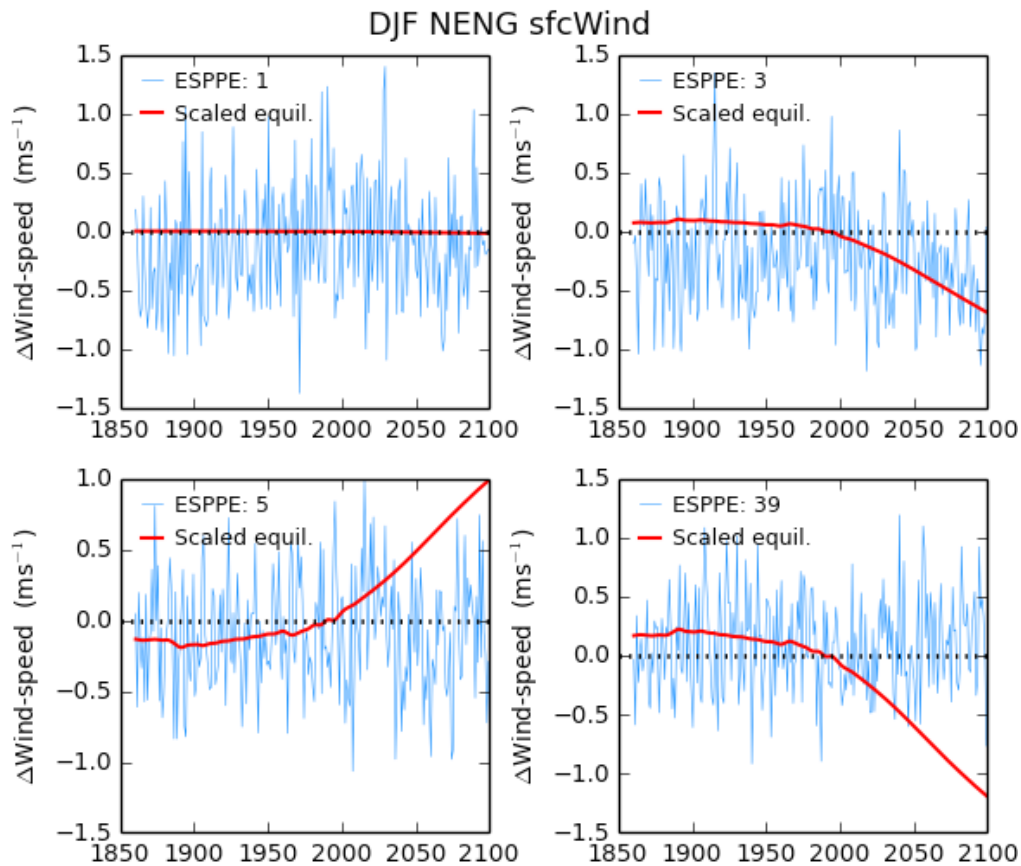 DJF NENG sfcWind
ΔWind-speed (ms⁻¹)
1.5
1.0
0.5
0.0
−0.5
−1.0
−1.5
1850 1900 1950 2000 2050 2100
ESPPE: 1
Scaled equil.
ΔWind-speed (ms⁻¹)
1.5
1.0
0.5
0.0
−0.5
−1.0
−1.5
1850 1900 1950 2000 2050 2100
ESPPE: 3
Scaled equil.
ΔWind-speed (ms⁻¹)
1.0
0.5
0.0
−0.5
−1.0
−1.5
1850 1900 1950 2000 2050 2100
ESPPE: 5
Scaled equil.
ΔWind-speed (ms⁻¹)
1.5
1.0
0.5
0.0
−0.5
−1.0
−1.5
1850 1900 1950 2000 2050 2100
ESPPE: 39
Scaled equil.